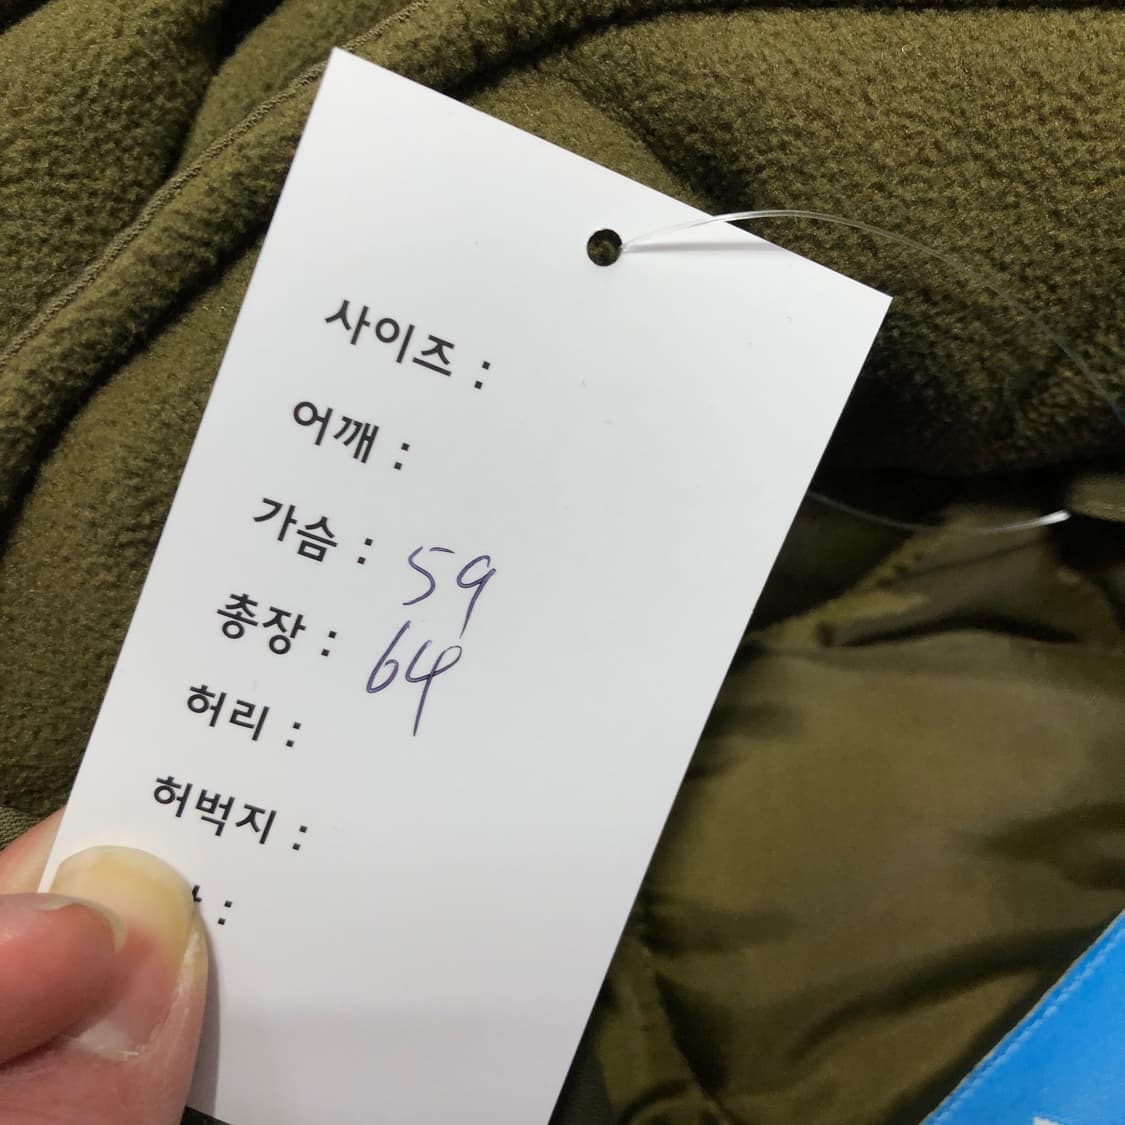 사이즈 :
어깨 :
가슴 : 59
총장 : 64
허리 :
허벅지 :
: